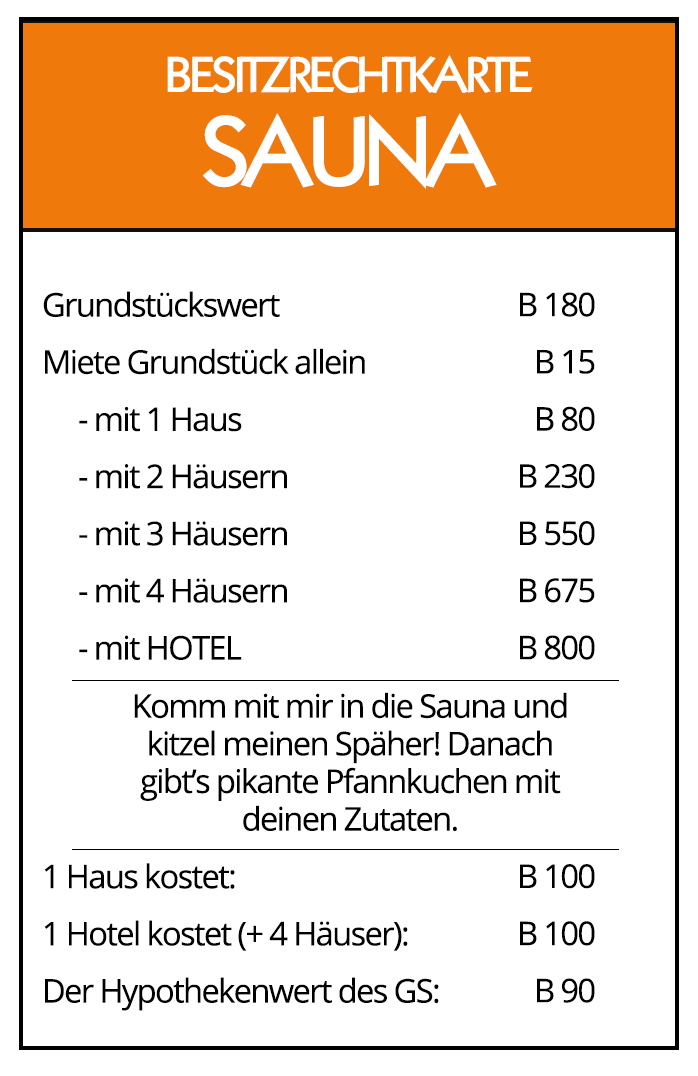 BESITZRECHTKARTE
SAUNA
Grundstückswert B 180
Miete Grundstück allein B 15
- mit 1 Haus B 80
- mit 2 Häusern B 230
- mit 3 Häusern B 550
- mit 4 Häusern B 675
- mit HOTEL B 800
Komm mit mir in die Sauna und
kitzel meinen Späher! Danach
gibt’s pikante Pfannkuchen mit
deinen Zutaten.
1 Haus kostet: B 100
1 Hotel kostet (+ 4 Häuser): B 100
Der Hypothekenwert des GS: B 90